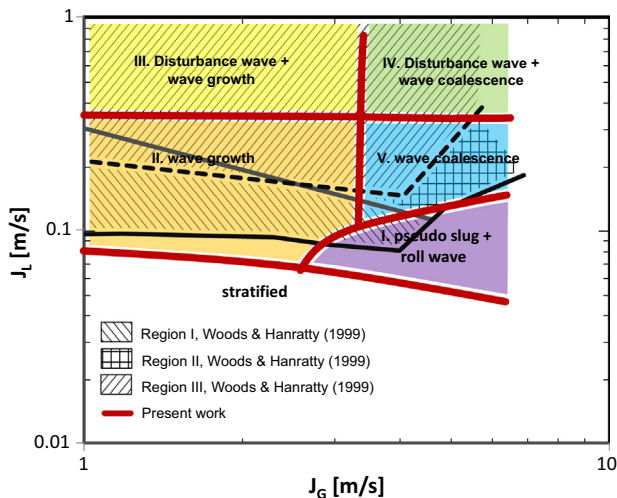 1
III. Disturbance wave +
wave growth
IV. Disturbance wave +
wave coalescence
II. wave growth
V. wave coalescence
J_L [m/s]
0.1
I. pseudo slug +
roll wave
stratified
Region I, Woods & Hanratty (1999)
Region II, Woods & Hanratty (1999)
Region III, Woods & Hanratty (1999)
Present work
0.01
1
10
J_G [m/s]